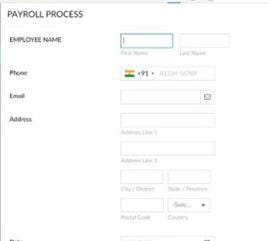 PAYROLL PROCESS
EMPLOYEE NAME
First Name Last Name
Phone +91 81234 56789
Email
Address
Address Line 1
Address Line 2
City / District State / Province
-Sele...
Postal Code Country